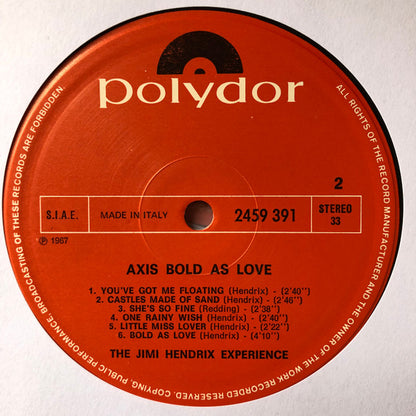 polydor
2
S.I.A.E.
MADE IN ITALY
2459 391
STEREO
33
℗ 1967
AXIS BOLD AS LOVE
1. YOU'VE GOT ME FLOATING (Hendrix) - (2'40")
2. CASTLES MADE OF SAND (Hendrix) - (2'46")
3. SHE'S SO FINE (Redding) - (2'38")
4. ONE RAINY WISH (Hendrix) - (2'40")
5. LITTLE MISS LOVER (Hendrix) - (2'22")
6. BOLD AS LOVE (Hendrix) - (4'10")
THE JIMI HENDRIX EXPERIENCE
ALL RIGHTS OF THE RECORD MANUFACTURER AND THE OWNER OF THE WORK RECORDED RESERVED. COPYING, PUBLIC PERFORMANCE, BROADCASTING OF THESE RECORDS ARE FORBIDDEN.